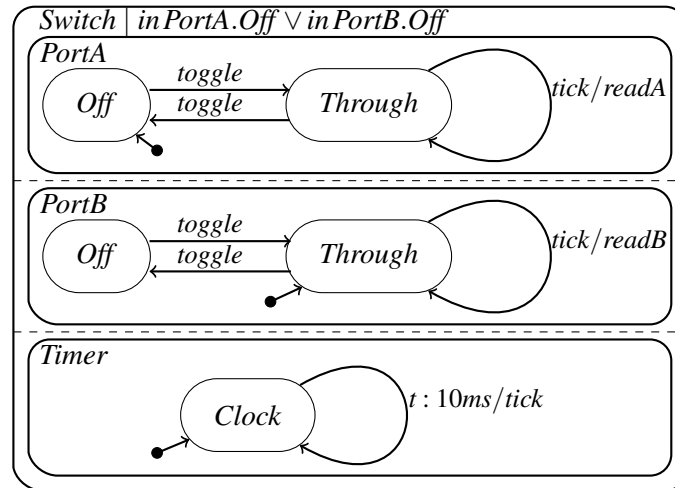 Switch | in PortA.Off ∨ in PortB.Off
PortA
toggle
Off
toggle
Through
tick/readA
PortB
toggle
Off
toggle
Through
tick/readB
Timer
Clock
t : 10ms/tick